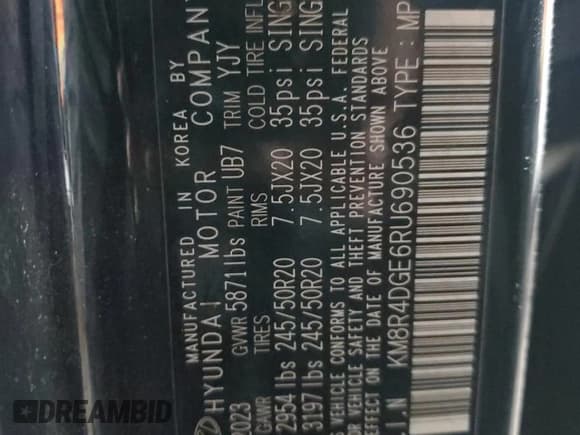 MANUFACTURED IN KOREA BY
HYUNDAI MOTOR COMPANY
2023 GVWR 5871 lbs PAINT UB7 TRIM YJY
GAWR TIRES RIMS COLD TIRE INFL
2954 lbs 245/50R20 7.5JX20 35psi SING
3197 lbs 245/50R20 7.5JX20 35psi SING
VEHICLE CONFORMS TO ALL APPLICABLE U.S.A. FEDERAL
VEHICLE SAFETY AND THEFT PREVENTION STANDARDS
EFFECT ON THE DATE OF MANUFACTURE SHOWN ABOVE
I.N KM8R4DGE6RU690536 TYPE : MP
DREAMBID